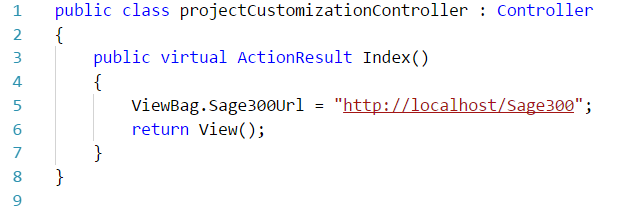 1 public class projectCustomizationController : Controller
2 {
3 public virtual ActionResult Index()
4 {
5 ViewBag.Sage300Url = "http://localhost/Sage300";
6 return View();
7 }
8 }
9